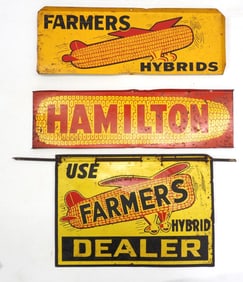 FARMERS
HYBRIDS
HAMILTON
USE
FARMERS
HYBRID
DEALER